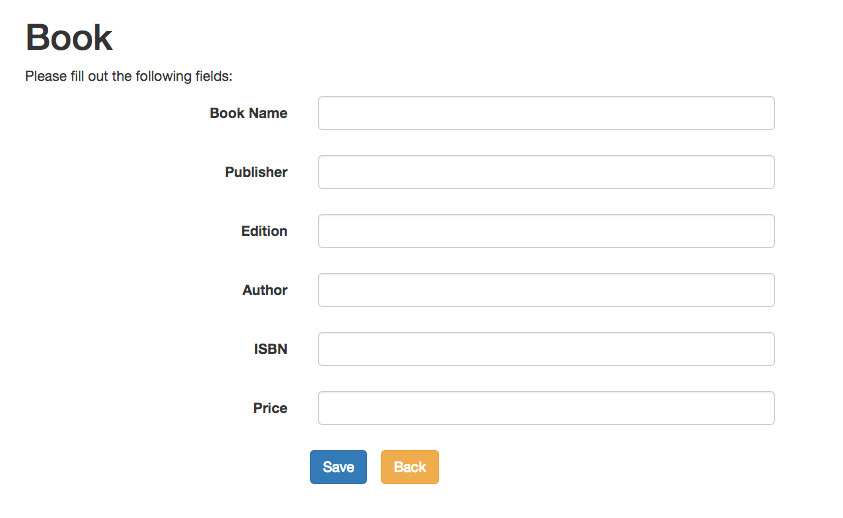 Book
Please fill out the following fields:
Book Name
Publisher
Edition
Author
ISBN
Price
Save Back